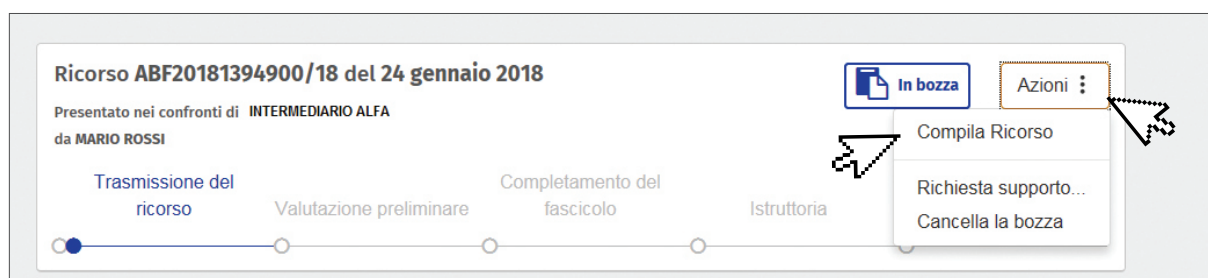 Ricorso ABF20181394900/18 del 24 gennaio 2018
In bozza
Azioni
Presentato nei confronti di INTERMEDIARIO ALFA
da MARIO ROSSI
Compila Ricorso
Richiesta supporto...
Cancella la bozza
Trasmissione del
ricorso
Valutazione preliminare
Completamento del
fascicolo
Istruttoria